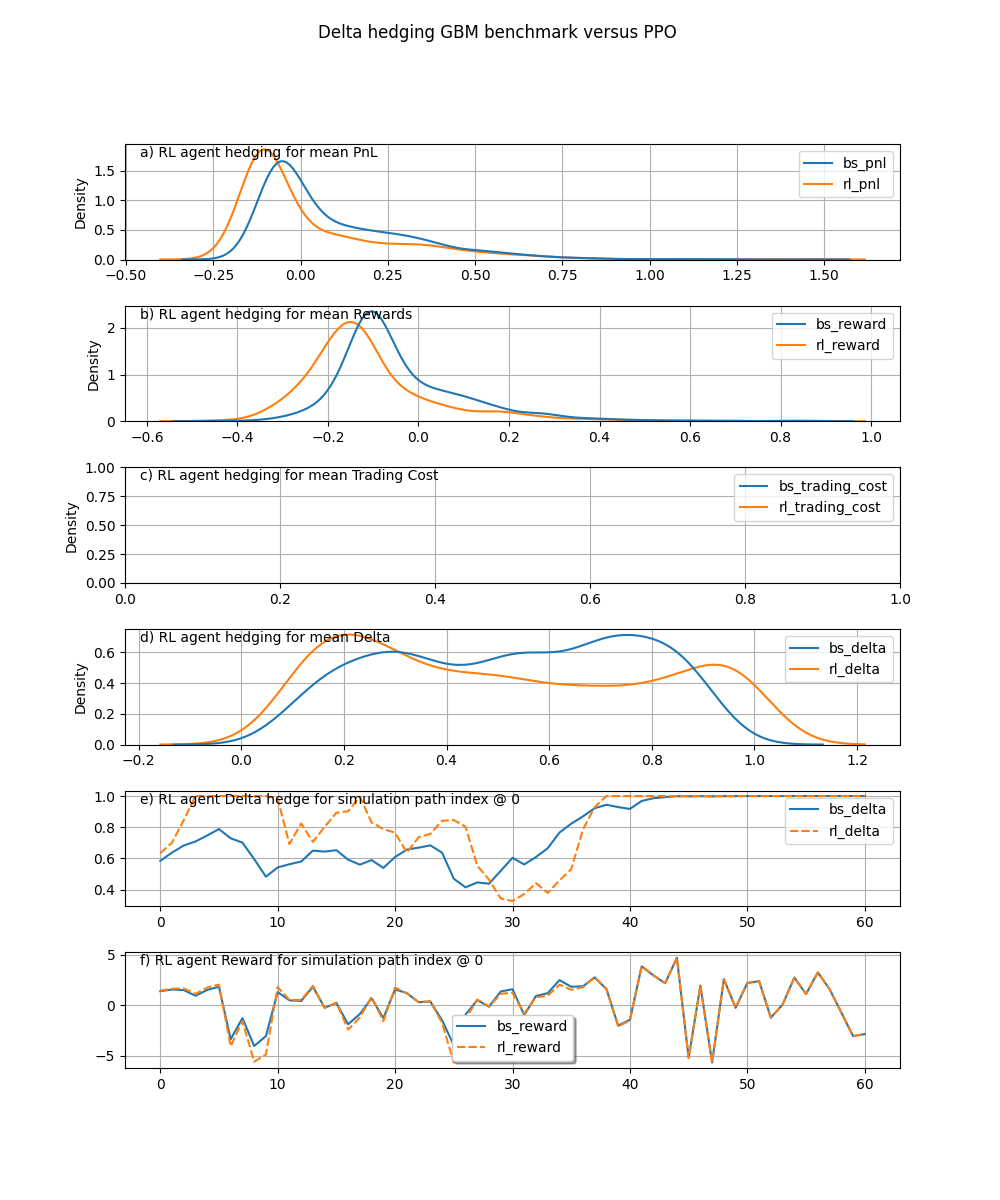 Delta hedging GBM benchmark versus PPO
a) RL agent hedging for mean PnL
bs_pnl
rl_pnl
Density
1.5
1.0
0.5
0.0
−0.50 −0.25 0.00 0.25 0.50 0.75 1.00 1.25 1.50
b) RL agent hedging for mean Rewards
bs_reward
rl_reward
Density
2
1
0
−0.6 −0.4 −0.2 0.0 0.2 0.4 0.6 0.8 1.0
c) RL agent hedging for mean Trading Cost
bs_trading_cost
rl_trading_cost
Density
1.00
0.75
0.50
0.25
0.00
0.0 0.2 0.4 0.6 0.8 1.0
d) RL agent hedging for mean Delta
bs_delta
rl_delta
Density
0.6
0.4
0.2
0.0
−0.2 0.0 0.2 0.4 0.6 0.8 1.0 1.2
e) RL agent Delta hedge for simulation path index @ 0
bs_delta
rl_delta
1.0
0.8
0.6
0.4
0 10 20 30 40 50 60
f) RL agent Reward for simulation path index @ 0
bs_reward
rl_reward
5
0
−5
0 10 20 30 40 50 60